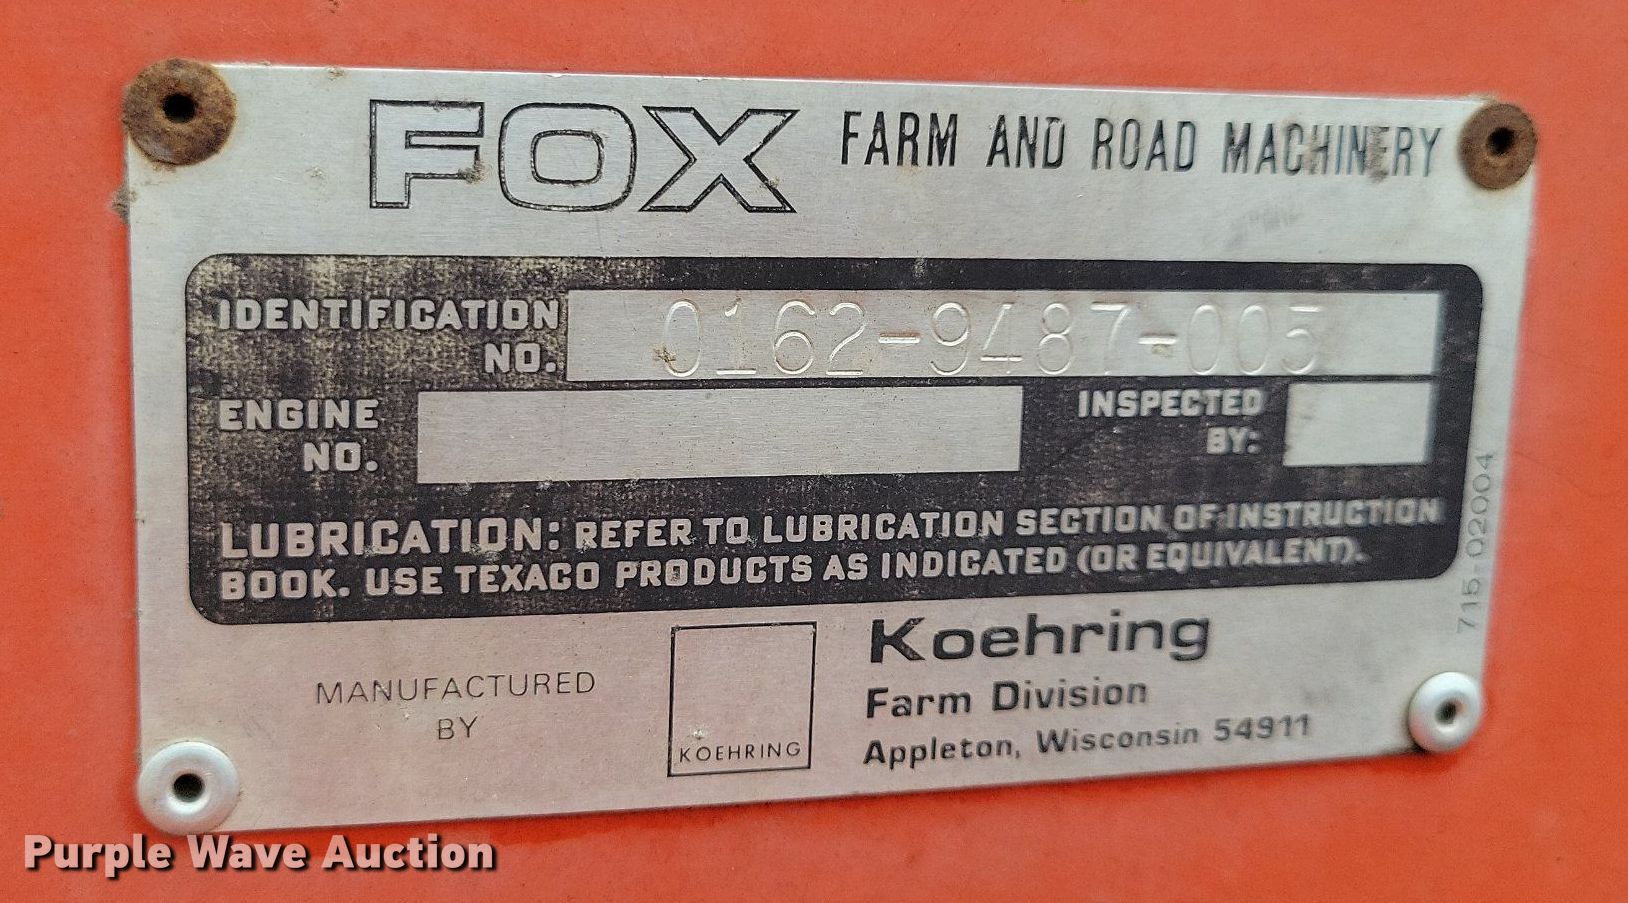 FOX FARM AND ROAD MACHINERY
IDENTIFICATION NO. 0162-9487-005
ENGINE NO.
INSPECTED BY:
LUBRICATION: REFER TO LUBRICATION SECTION OF INSTRUCTION
BOOK. USE TEXACO PRODUCTS AS INDICATED (OR EQUIVALENT).
715-02004
MANUFACTURED
BY
KOEHRING
Koehring
Farm Division
Appleton, Wisconsin 54911
Purple Wave Auction